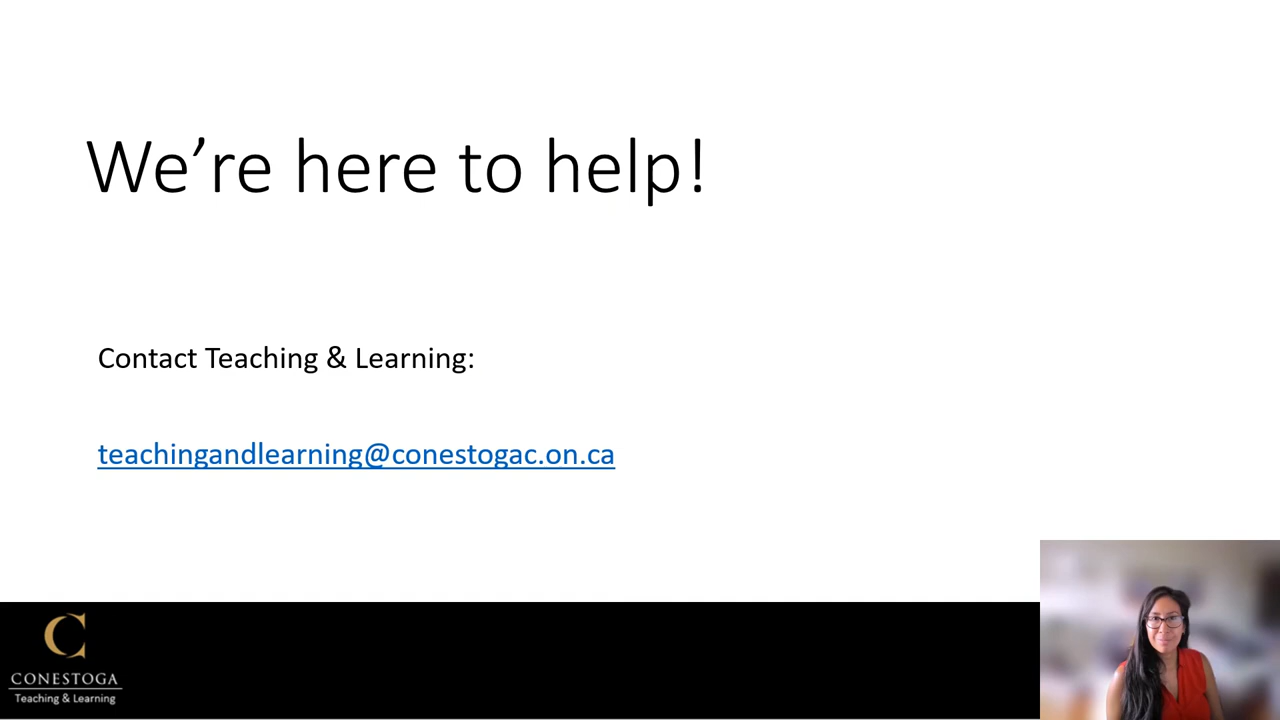 We’re here to help!
Contact Teaching & Learning:
teachingandlearning@conestogac.on.ca
C
CONESTOGA
Teaching & Learning